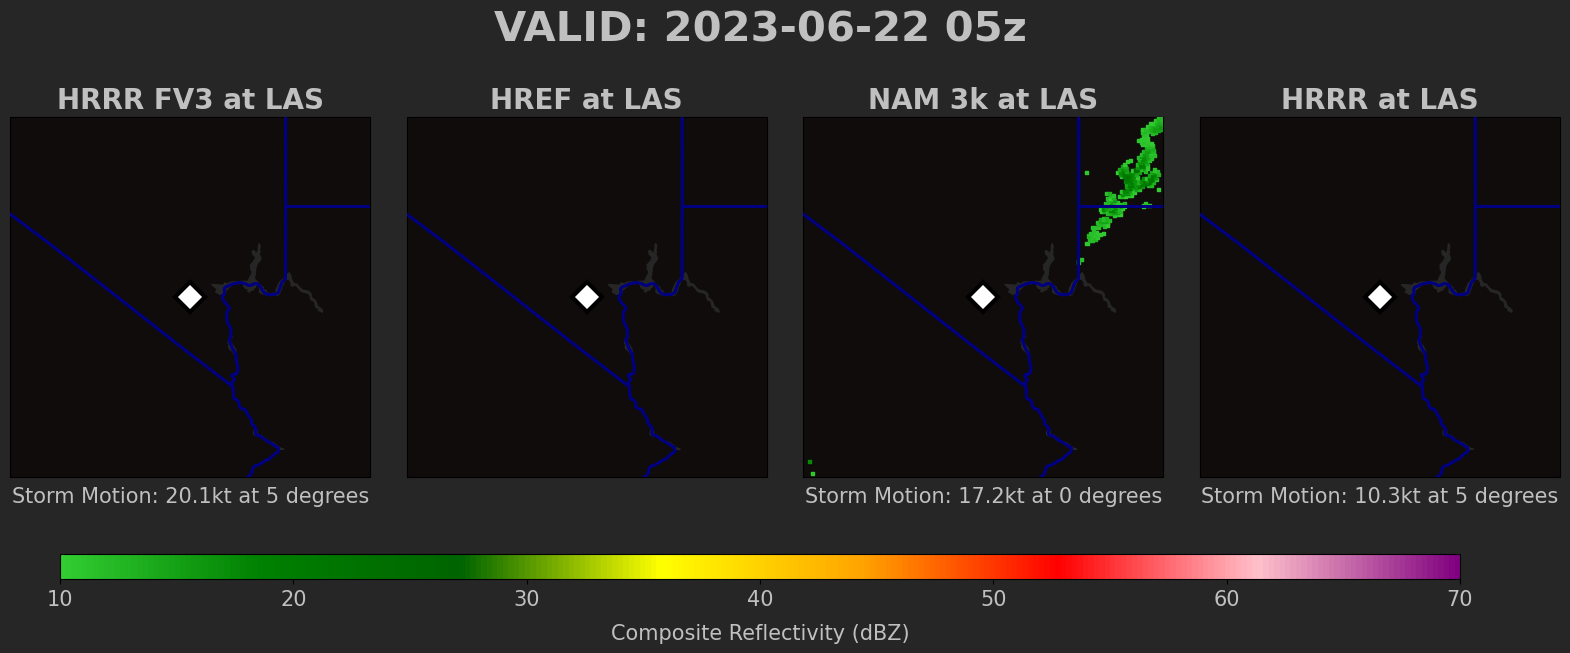 VALID: 2023-06-22 05z
HRRR FV3 at LAS
HREF at LAS
NAM 3k at LAS
HRRR at LAS
Storm Motion: 20.1kt at 5 degrees
Storm Motion: 17.2kt at 0 degrees
Storm Motion: 10.3kt at 5 degrees
10 20 30 40 50 60 70
Composite Reflectivity (dBZ)